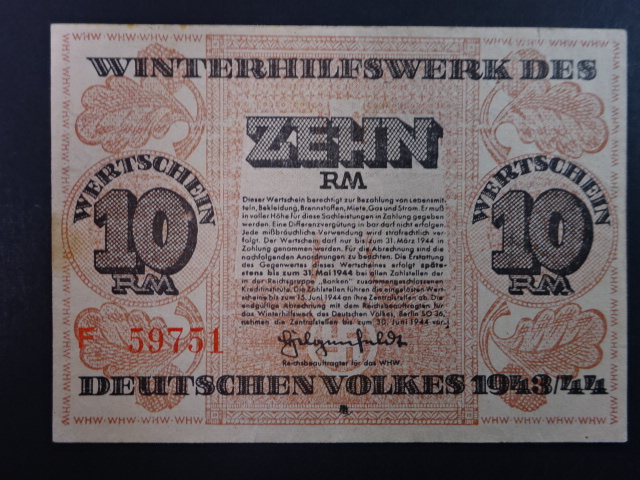 WINTERHILFSWERK DES
ZEHN
RM
WERTSCHEIN
10
RM
WERTSCHEIN
10
RM
Dieser Wertschein berechtigt zur Bezahlung von Lebensmit-
teln, Bekleidung, Brennstoffen, Miete, Gas und Strom. Er muß
in voller Höhe für diese Sachleistungen in Zahlung gegeben
werden. Eine Differenzvergütung in bar darf nicht erfolgen.
Jede mißbräuchliche Verwendung wird strafrechtlich ver-
folgt. Der Wertschein darf nur bis zum 31. März 1944 in
Zahlung genommen werden. Für die Abrechnung sind die
nachfolgenden Anordnungen zu beachten. Die Erstattung
des Gegenwertes dieses Wertscheines erfolgt späte-
stens bis zum 31. Mai 1944 bei allen Zahlstellen der
in der Reichsgruppe „Banken" zusammengeschlossenen
Kreditinstitute. Die Zahlstellen führen die eingelösten Wert-
scheine bis zum 15. Juni 1944 an ihre Zentralstellen ab. Die
endgültige Abrechnung mit dem Reichsbeauftragten für
das Winterhilfswerk des Deutschen Volkes, Berlin SO 36,
nehmen die Zentralstellen bis zum 30. Juni 1944 vor.
F 59751
Hilgenfeldt
Reichsbeauftragter für das WHW.
DEUTSCHEN VOLKES 1943/44